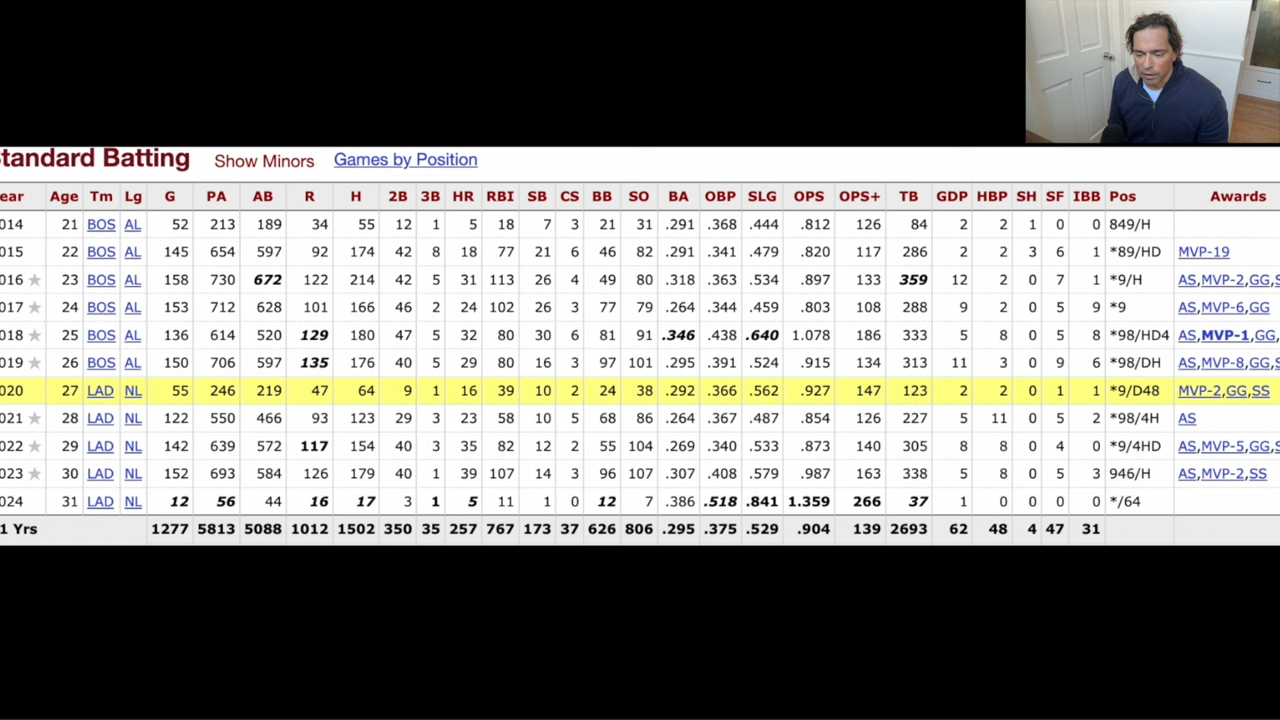 tandard Batting Show Minors Games by Position
ear Age Tm Lg G PA AB R H 2B 3B HR RBI SB CS BB SO BA OBP SLG OPS OPS+ TB GDP HBP SH SF IBB Pos Awards
014 21 BOS AL 52 213 189 34 55 12 1 5 18 7 3 21 31 .291 .368 .444 .812 126 84 2 2 1 0 0 849/H
015 22 BOS AL 145 654 597 92 174 42 8 18 77 21 6 46 82 .291 .341 .479 .820 117 286 2 2 3 6 1 *89/HD MVP-19
016 ★ 23 BOS AL 158 730 672 122 214 42 5 31 113 26 4 49 80 .318 .363 .534 .897 133 359 12 2 0 7 1 *9/H AS,MVP-2,GG,S
017 ★ 24 BOS AL 153 712 628 101 166 46 2 24 102 26 3 77 79 .264 .344 .459 .803 108 288 9 2 0 5 9 *9 AS,MVP-6,GG
018 ★ 25 BOS AL 136 614 520 129 180 47 5 32 80 30 6 81 91 .346 .438 .640 1.078 186 333 5 8 0 5 8 *98/HD4 AS,MVP-1,GG,
019 ★ 26 BOS AL 150 706 597 135 176 40 5 29 80 16 3 97 101 .295 .391 .524 .915 134 313 11 3 0 9 6 *98/DH AS,MVP-8,GG,S
020 27 LAD NL 55 246 219 47 64 9 1 16 39 10 2 24 38 .292 .366 .562 .927 147 123 2 2 0 1 1 *9/D48 MVP-2,GG,SS
021 ★ 28 LAD NL 122 550 466 93 123 29 3 23 58 10 5 68 86 .264 .367 .487 .854 126 227 5 11 0 5 2 *98/4H AS
022 ★ 29 LAD NL 142 639 572 117 154 40 3 35 82 12 2 55 104 .269 .340 .533 .873 140 305 8 8 0 4 0 *9/4HD AS,MVP-5,GG,S
023 ★ 30 LAD NL 152 693 584 126 179 40 1 39 107 14 3 96 107 .307 .408 .579 .987 163 338 5 8 0 5 3 946/H AS,MVP-2,SS
024 31 LAD NL 12 56 44 16 17 3 1 5 11 1 0 12 7 .386 .518 .841 1.359 266 37 1 0 0 0 0 */64
1 Yrs 1277 5813 5088 1012 1502 350 35 257 767 173 37 626 806 .295 .375 .529 .904 139 2693 62 48 4 47 31